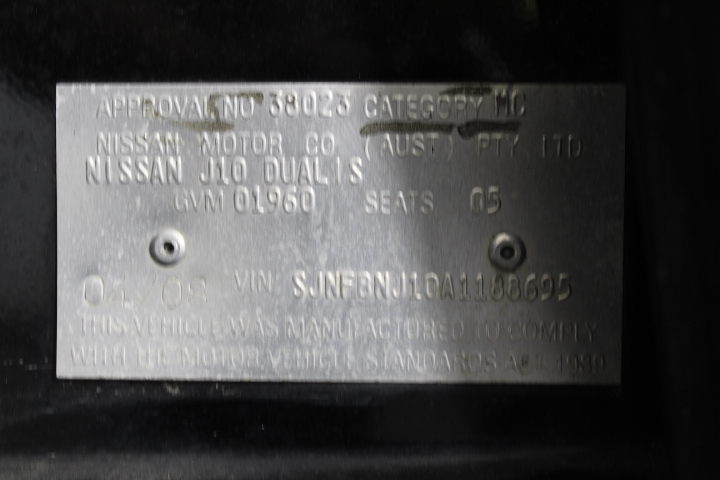 APPROVAL NO 38023 CATEGORY MC
NISSAN MOTOR CO. (AUST) PTY LTD
NISSAN J10 DUALIS
GVM 01960 SEATS 05
04/08 VIN SJNFBNJ10A1188695
THIS VEHICLE WAS MANUFACTURED TO COMPLY
WITH THE MOTOR VEHICLE STANDARDS ACT 1989